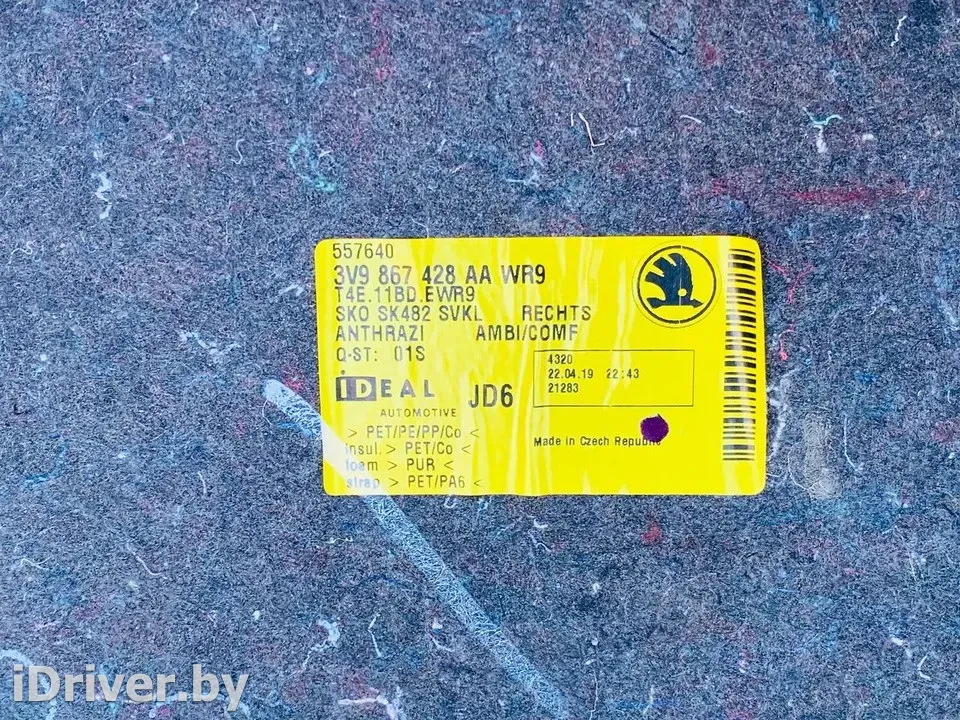 557640
3V9 867 428 AA WR9
T4E.11BD.EWR9
SKO SK482 SVKL RECHTS
ANTHRAZI AMBI/COMF
Q-ST: 01S
4320
22.04.19 22:43
21283
iDEAL
AUTOMOTIVE
JD6
Made in Czech Republic
> PET/PE/PP/Co <
insul. > PET/Co <
foam > PUR <
strap > PET/PA6 <
iDriver.by